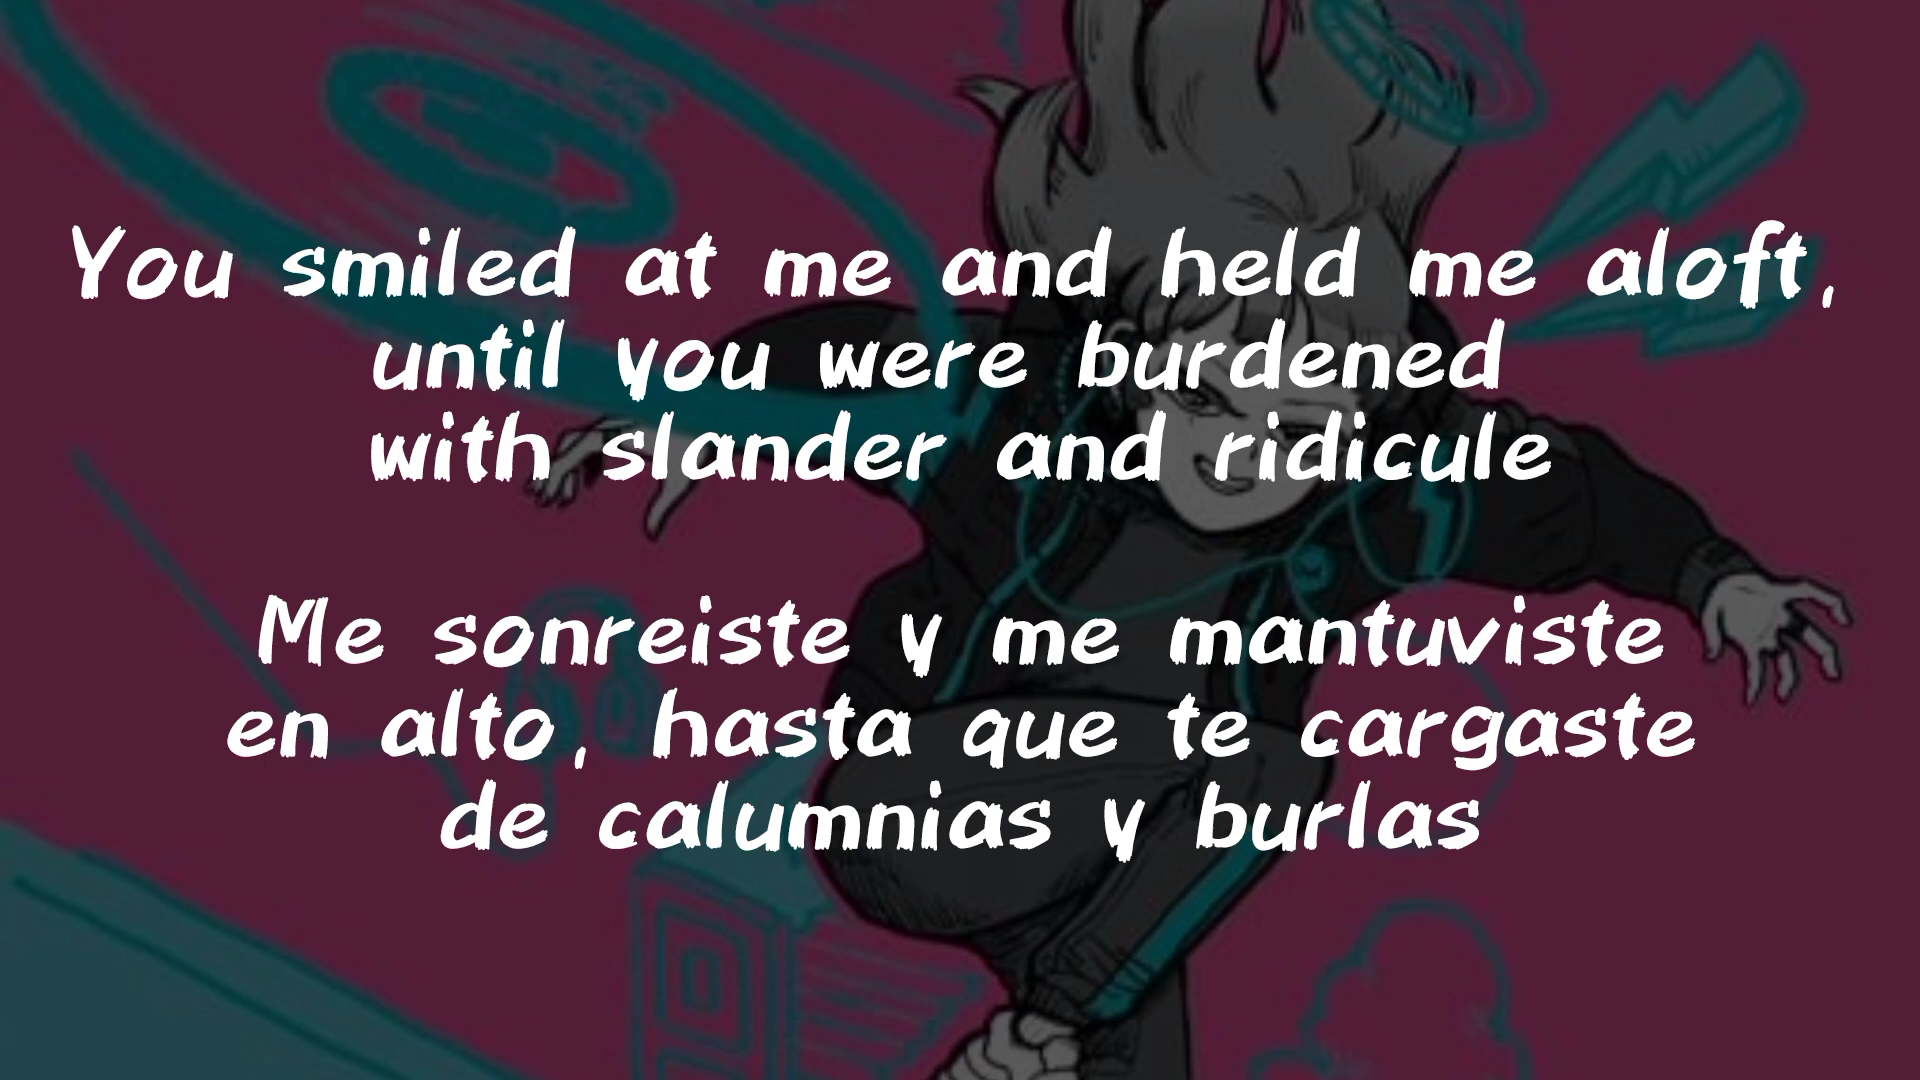 You smiled at me and held me aloft,
until you were burdened
with slander and ridicule
Me sonreiste y me mantuviste
en alto, hasta que te cargaste
de calumnias y burlas